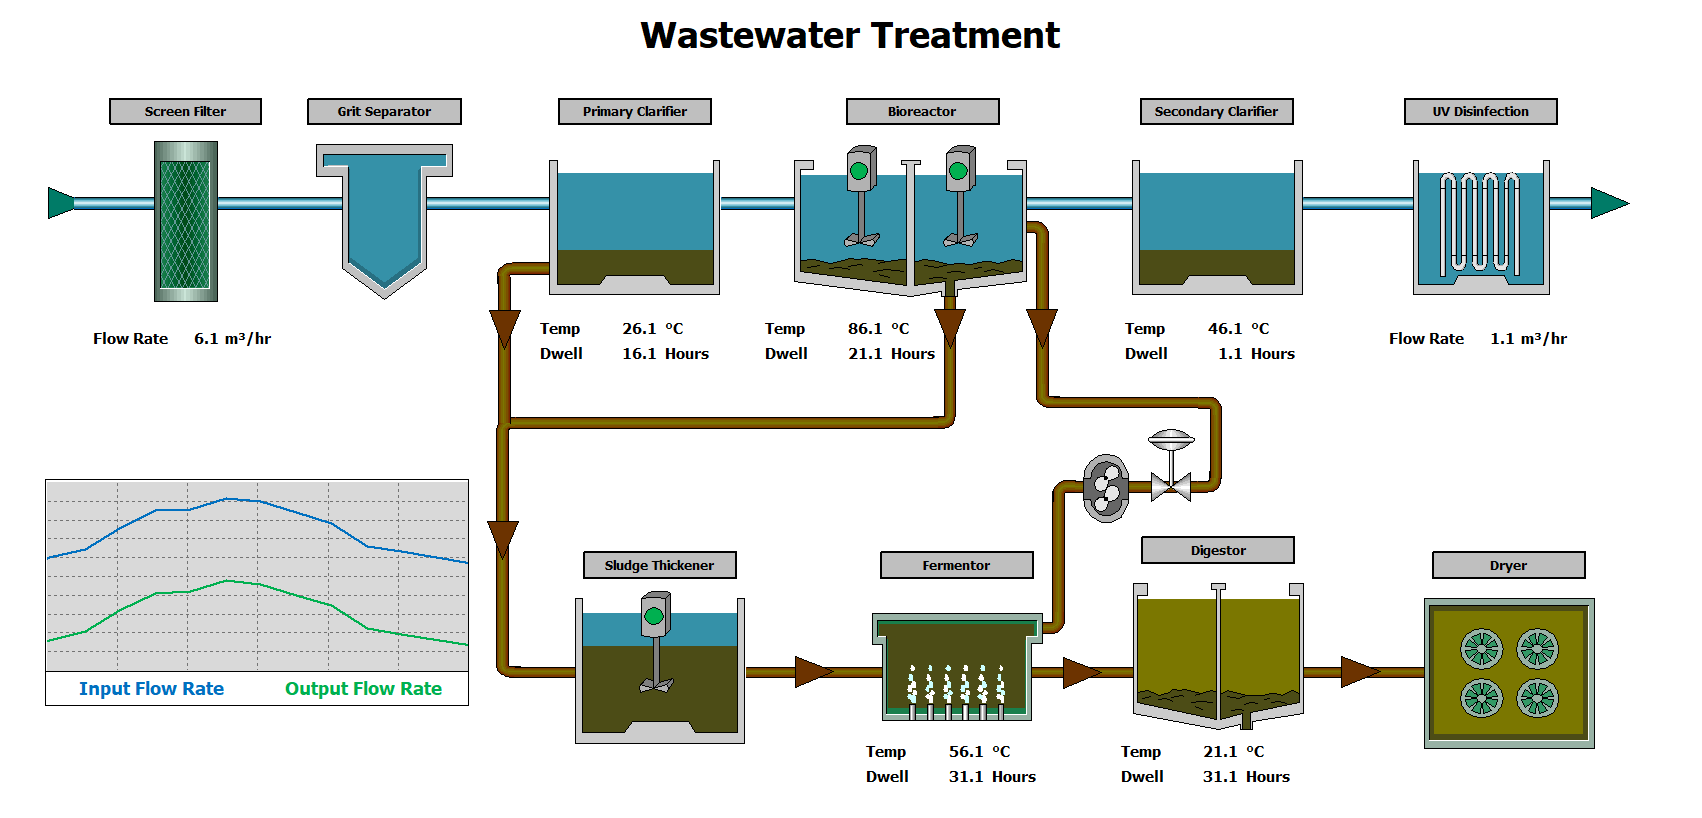 Wastewater Treatment
Screen Filter
Grit Separator
Primary Clarifier
Bioreactor
Secondary Clarifier
UV Disinfection
Flow Rate 6.1 m³/hr
Temp 26.1 °C
Dwell 16.1 Hours
Temp 86.1 °C
Dwell 21.1 Hours
Temp 46.1 °C
Dwell 1.1 Hours
Flow Rate 1.1 m³/hr
Input Flow Rate
Output Flow Rate
Sludge Thickener
Fermentor
Digestor
Dryer
Temp 56.1 °C
Dwell 31.1 Hours
Temp 21.1 °C
Dwell 31.1 Hours